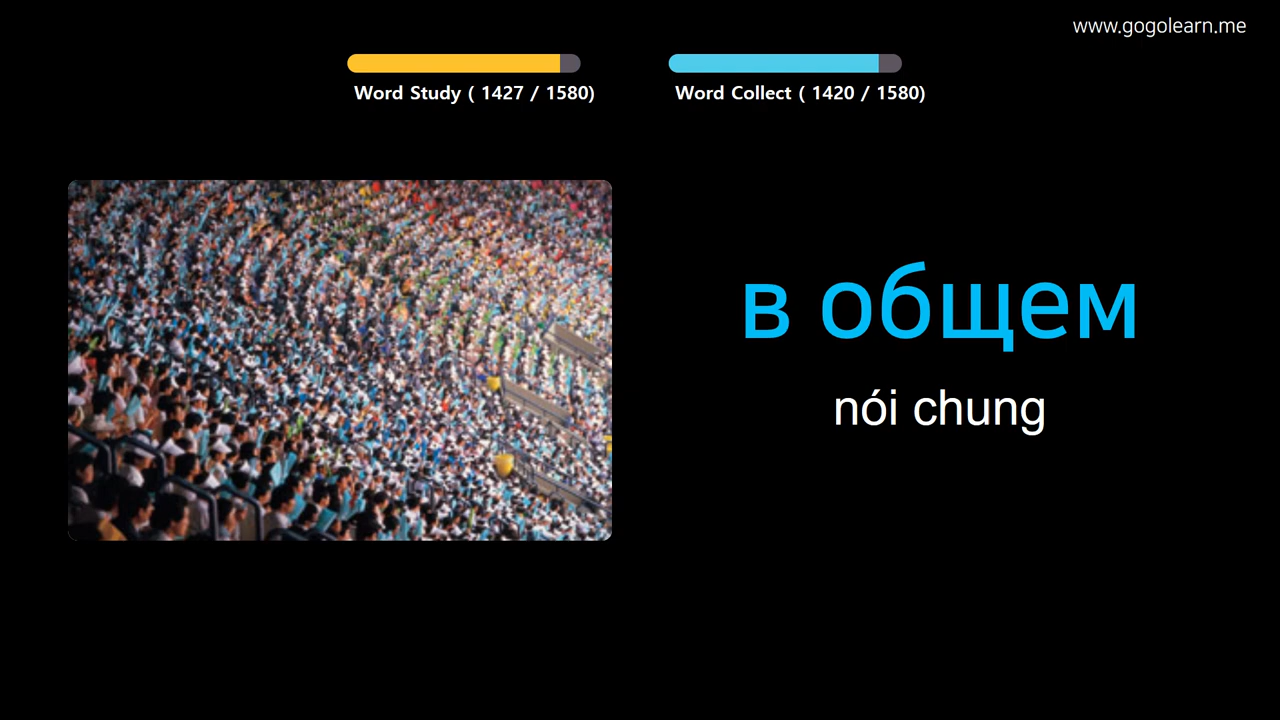 www.gogolearn.me
Word Study ( 1427 / 1580)
Word Collect ( 1420 / 1580)
в общем
nói chung